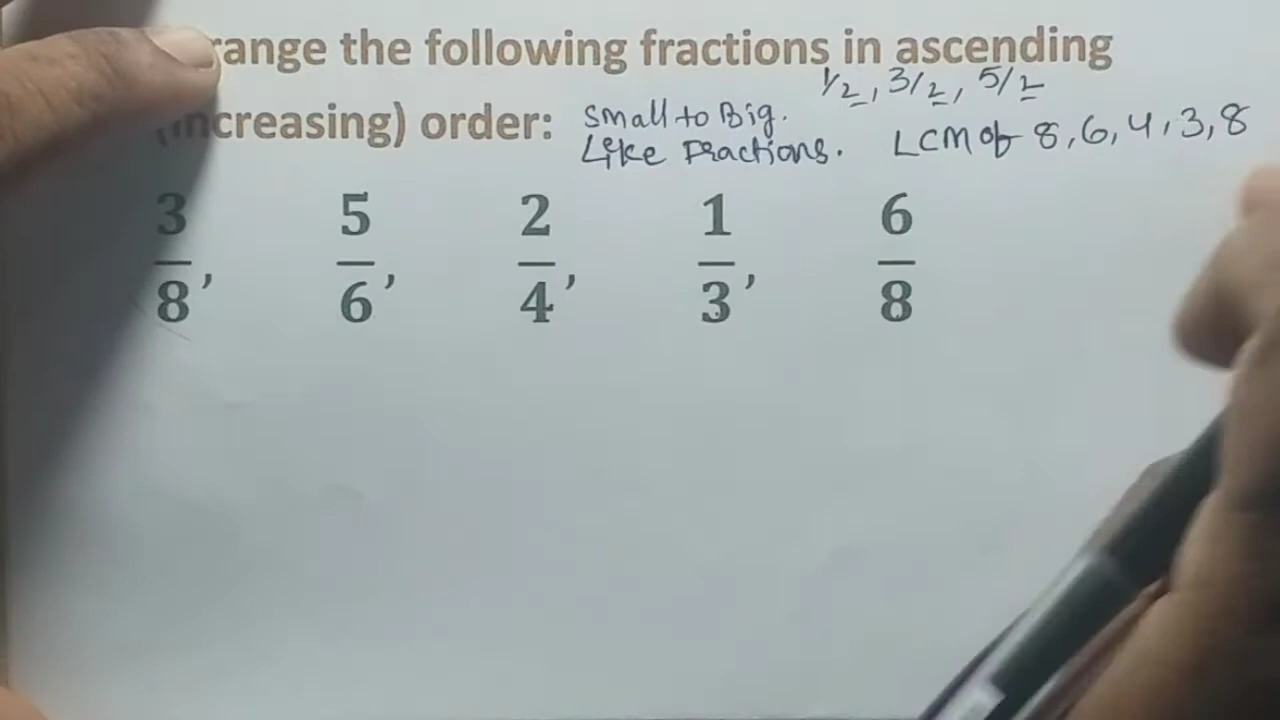 range the following fractions in ascending
1/2, 3/2, 5/2
(increasing) order: Small to Big.
Like Fractions. LCM of 8, 6, 4, 3, 8
3/8, 5/6, 2/4, 1/3, 6/8